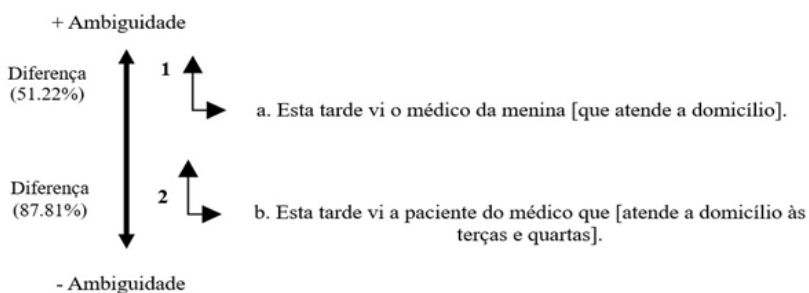 + Ambiguidade
Diferença
(51.22%)
1
a. Esta tarde vi o médico da menina [que atende a domicílio].
Diferença
(87.81%)
2
b. Esta tarde vi a paciente do médico que [atende a domicílio às
terças e quartas].
- Ambiguidade